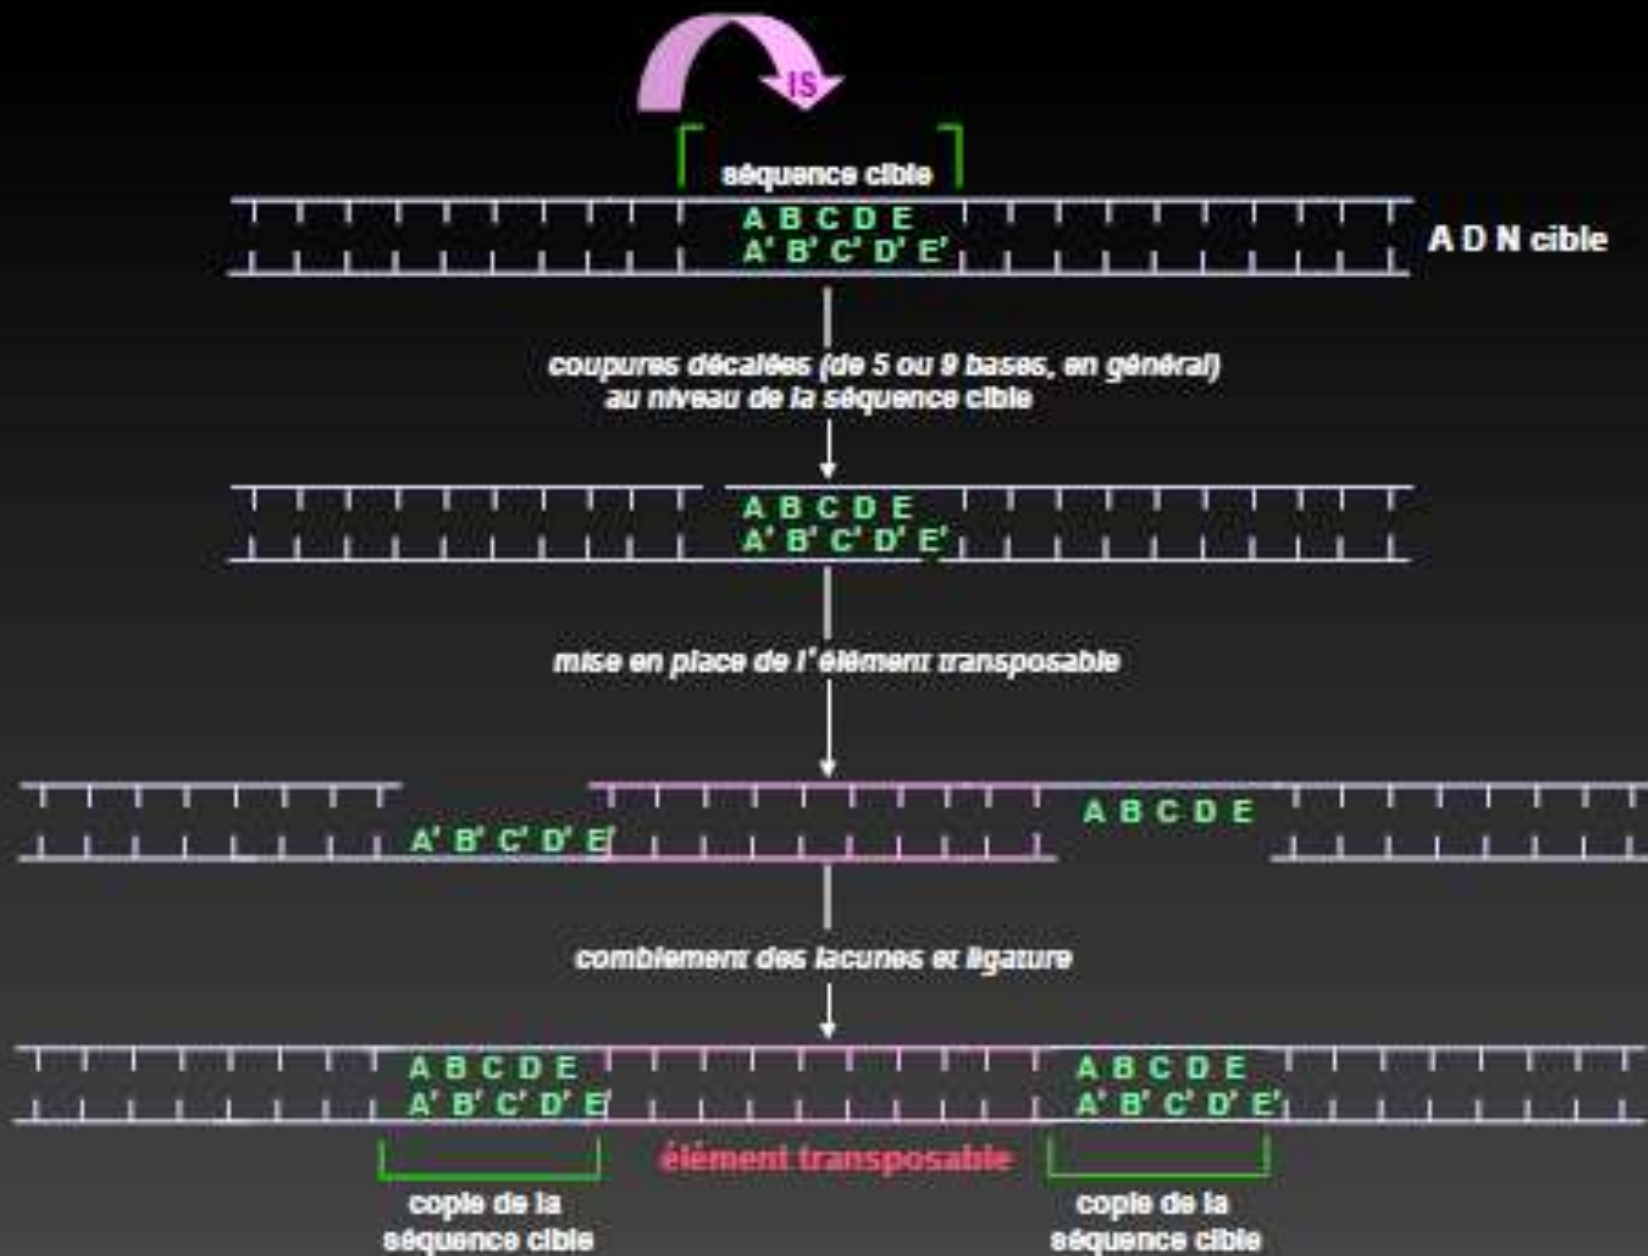 IS
séquence cible
A B C D E
A' B' C' D' E'
A D N cible
coupures décalées (de 5 ou 9 bases, en général)
au niveau de la séquence cible
A B C D E
A' B' C' D' E'
mise en place de l'élément transposable
A B C D E
A' B' C' D' E'
comblement des lacunes et ligature
A B C D E A B C D E
A' B' C' D' E' A' B' C' D' E'
élément transposable
copie de la copie de la
séquence cible séquence cible